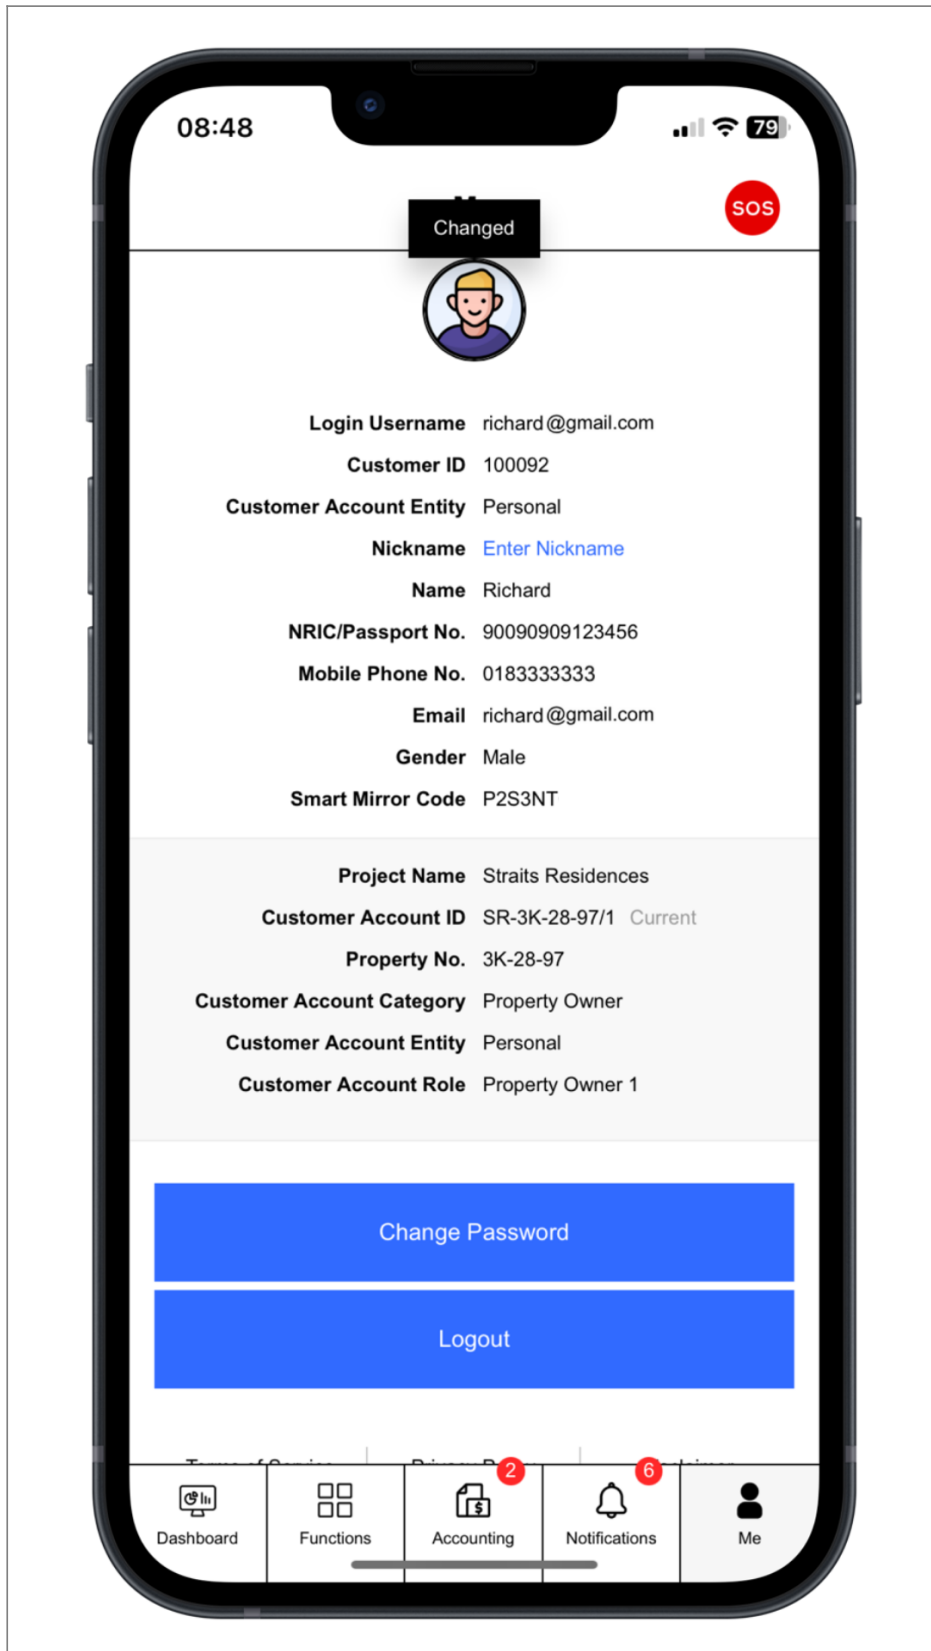 08:48
79
SOS
Changed
Login Username richard@gmail.com
Customer ID 100092
Customer Account Entity Personal
Nickname Enter Nickname
Name Richard
NRIC/Passport No. 90090909123456
Mobile Phone No. 0183333333
Email richard@gmail.com
Gender Male
Smart Mirror Code P2S3NT
Project Name Straits Residences
Customer Account ID SR-3K-28-97/1 Current
Property No. 3K-28-97
Customer Account Category Property Owner
Customer Account Entity Personal
Customer Account Role Property Owner 1
Change Password
Logout
2 6
Dashboard Functions Accounting Notifications Me